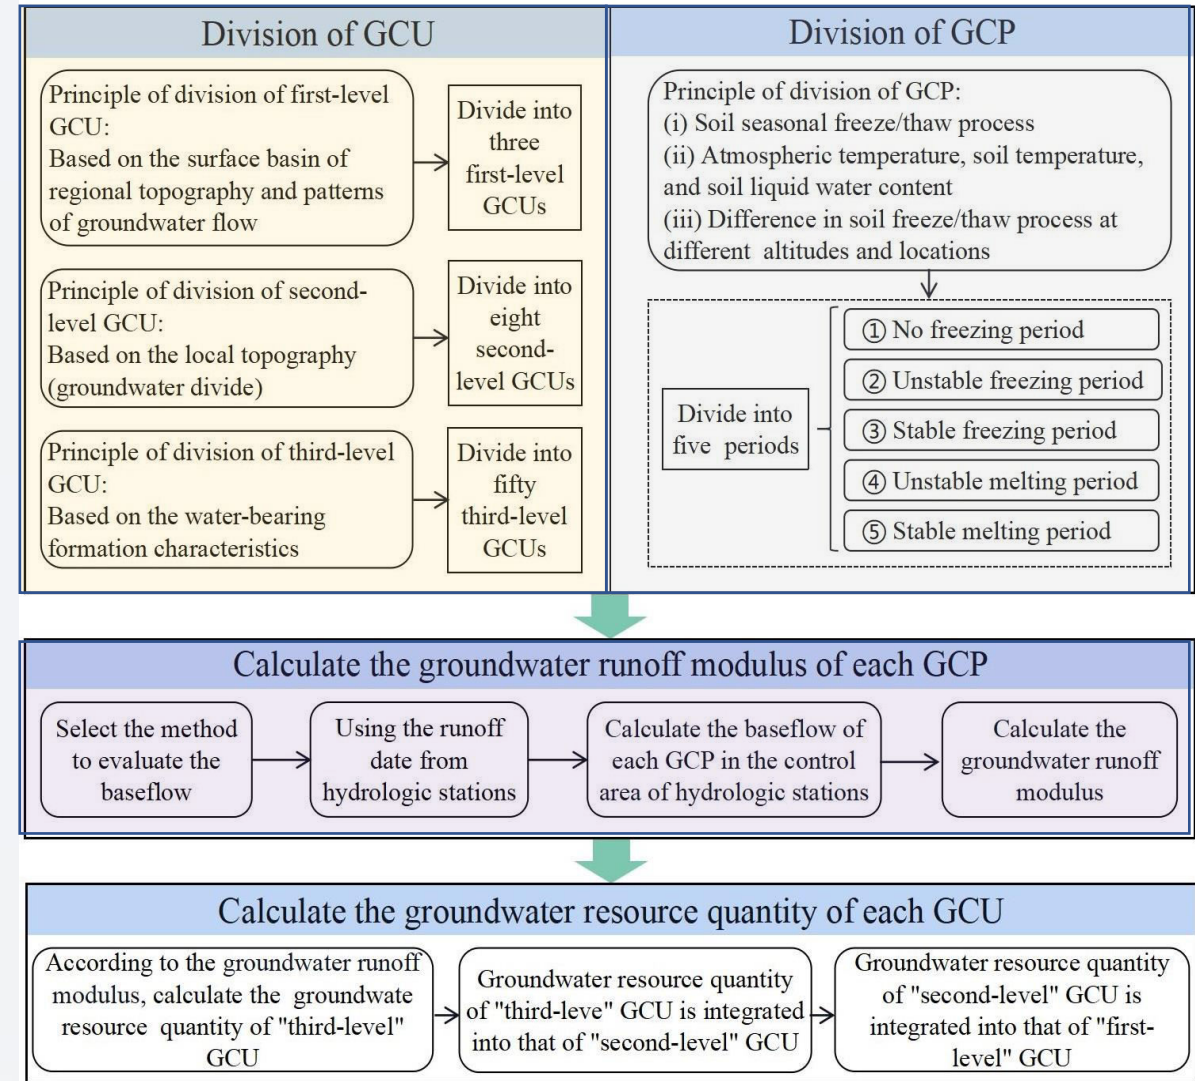 Division of GCU
Principle of division of first-level
GCU:
Based on the surface basin of
regional topography and patterns
of groundwater flow
Divide into
three
first-level
GCUs
Principle of division of second-
level GCU:
Based on the local topography
(groundwater divide)
Divide into
eight
second-
level GCUs
Principle of division of third-level
GCU:
Based on the water-bearing
formation characteristics
Divide into
fifty
third-level
GCUs
Division of GCP
Principle of division of GCP:
(i) Soil seasonal freeze/thaw process
(ii) Atmospheric temperature, soil temperature,
and soil liquid water content
(iii) Difference in soil freeze/thaw process at
different altitudes and locations
Divide into
five periods
① No freezing period
② Unstable freezing period
③ Stable freezing period
④ Unstable melting period
⑤ Stable melting period
Calculate the groundwater runoff modulus of each GCP
Select the method
to evaluate the
baseflow
Using the runoff
date from
hydrologic stations
Calculate the baseflow of
each GCP in the control
area of hydrologic stations
Calculate the
groundwater runoff
modulus
Calculate the groundwater resource quantity of each GCU
According to the groundwater runoff
modulus, calculate the groundwate
resource quantity of "third-level"
GCU
Groundwater resource quantity
of "third-leve" GCU is integrated
into that of "second-level" GCU
Groundwater resource quantity
of "second-level" GCU is
integrated into that of "first-
level" GCU